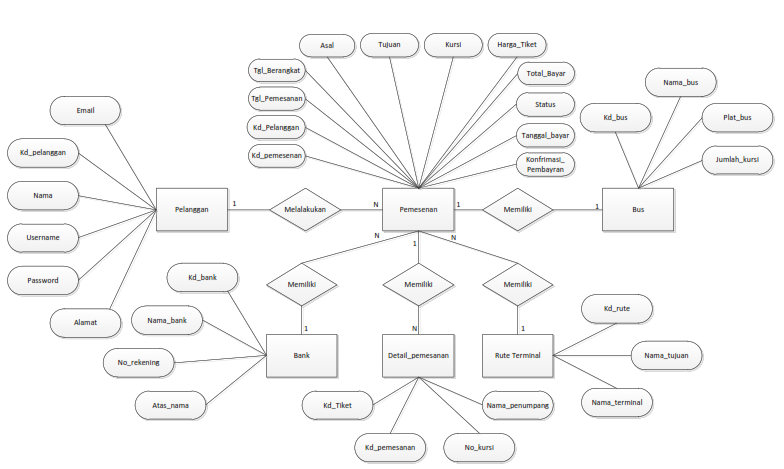 Asal
Tujuan
Kursi
Harga_Tiket
Tgl_Berangkat
Total_Bayar
Nama_bus
Tgl_Pemesanan
Status
Email
Kd_bus
Plat_bus
Kd_Pelanggan
Tanggal_bayar
Kd_pelanggan
Kd_pemesenan
Konfrimasi_
Pembayran
Jumlah_kursi
Nama
Pelanggan
1
Melalakukan
N
Pemesenan
1
Memiliki
1
Bus
Username
N
1
N
Password
Kd_bank
Memiliki
Memiliki
Memiliki
Alamat
Nama_bank
1
N
1
Kd_rute
No_rekening
Bank
Detail_pemesanan
Rute Terminal
Nama_tujuan
Atas_nama
Kd_Tiket
Nama_penumpang
Nama_terminal
Kd_pemesanan
No_kursi